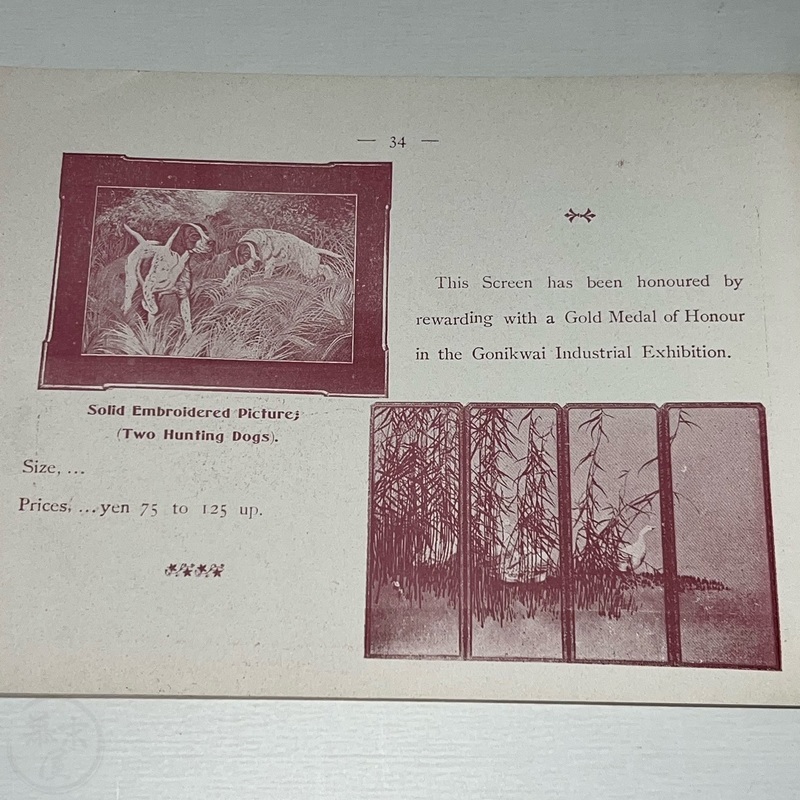 — 34 —
Solid Embroidered Picture;
(Two Hunting Dogs).
Size, ...
Prices, ...yen 75 to 125 up.
This Screen has been honoured by
rewarding with a Gold Medal of Honour
in the Gonikwai Industrial Exhibition.